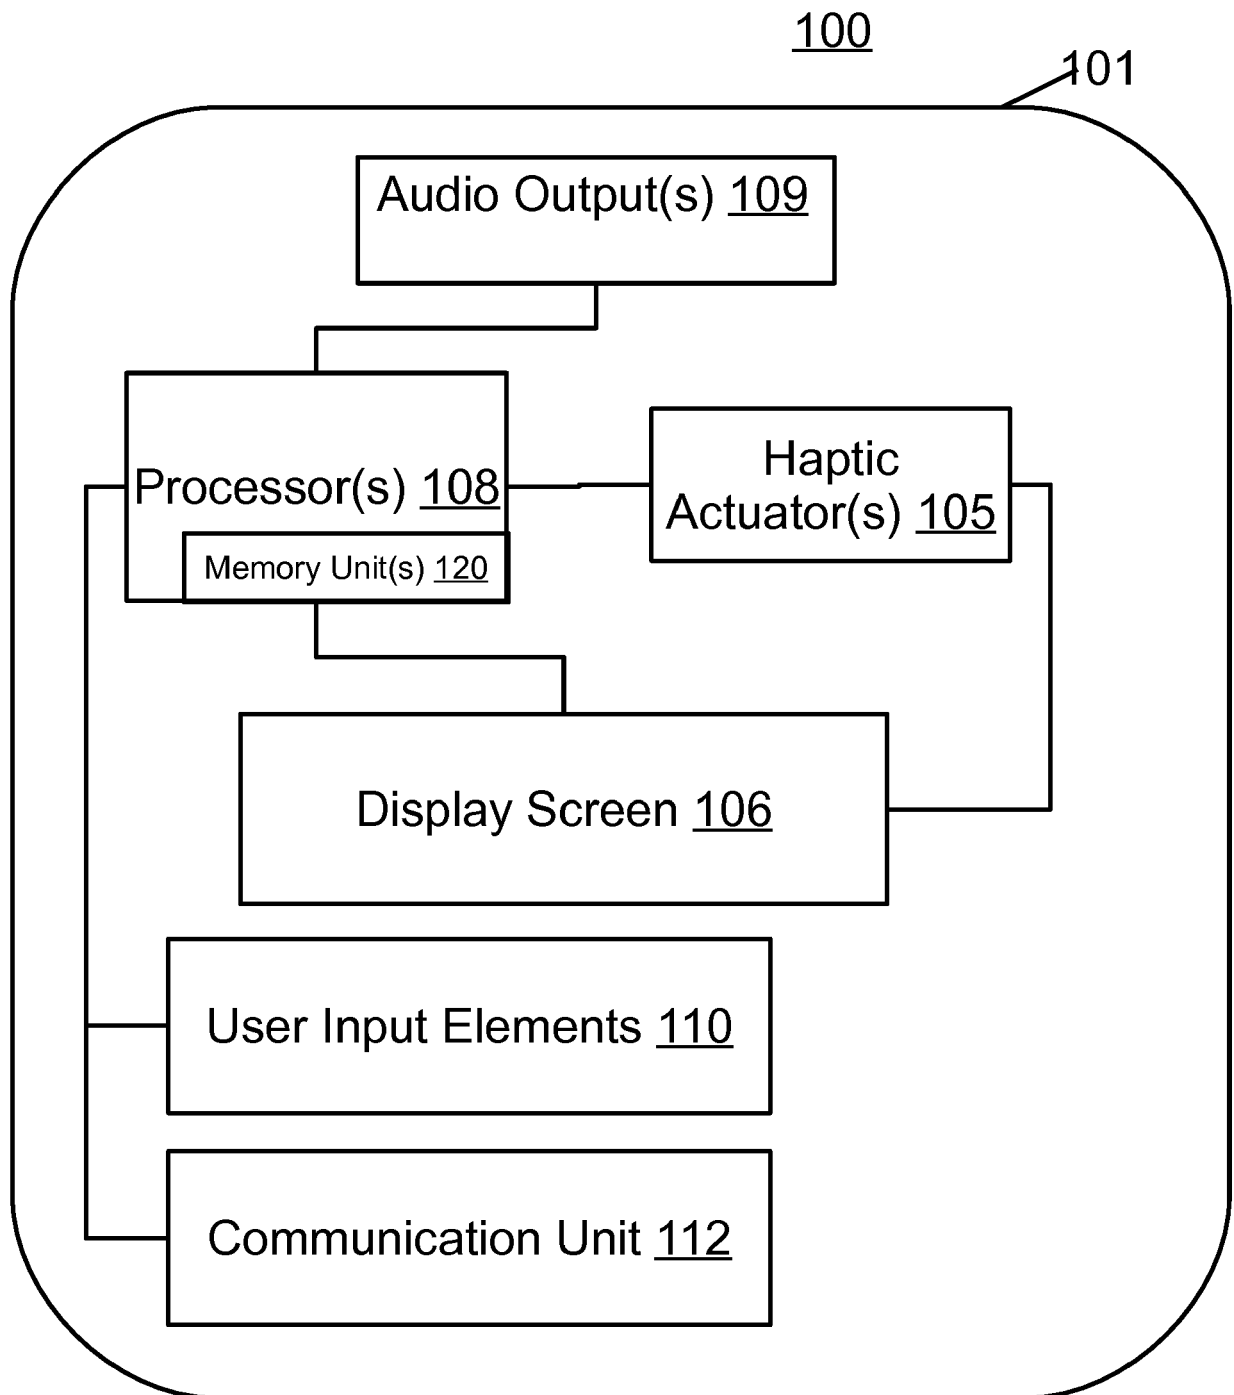 100
101
Audio Output(s) 109
Processor(s) 108
Haptic
Actuator(s) 105
Memory Unit(s) 120
Display Screen 106
User Input Elements 110
Communication Unit 112